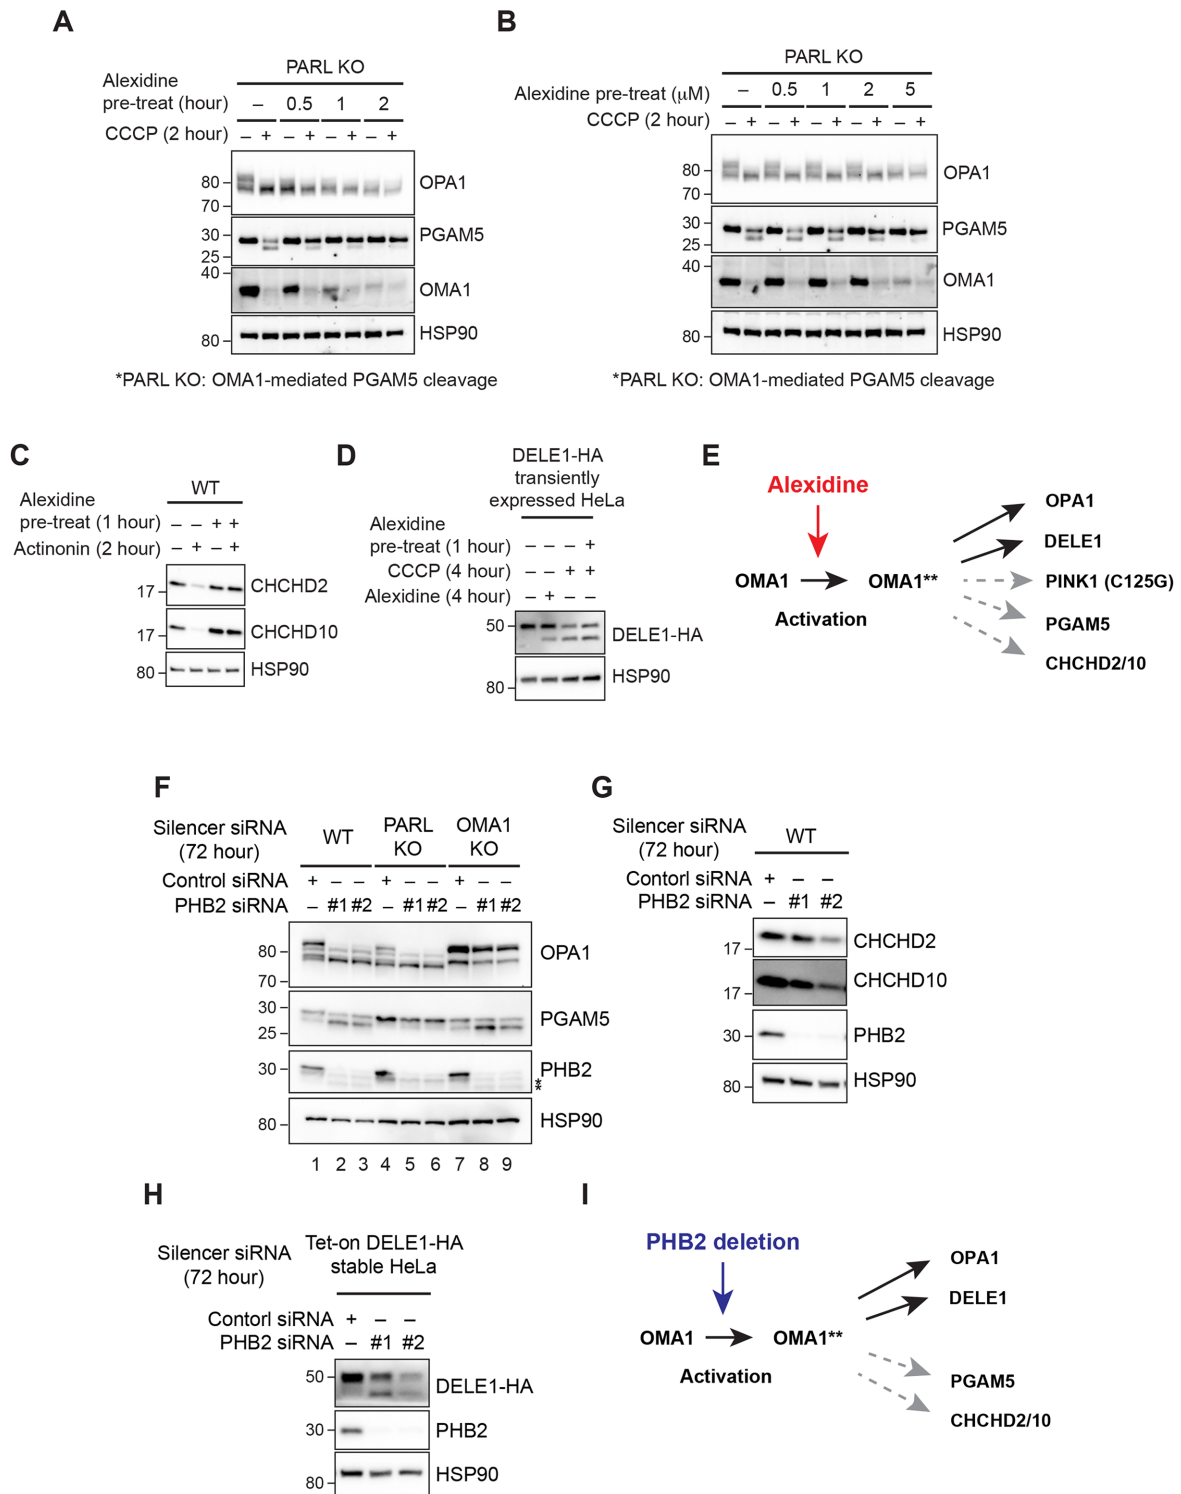 A
PARL KO
Alexidine
pre-treat (hour)
– 0.5 1 2
CCCP (2 hour)
– + – + – + – +
80
70
OPA1
30
25
PGAM5
40
OMA1
80
HSP90
*PARL KO: OMA1-mediated PGAM5 cleavage
B
PARL KO
Alexidine pre-treat (μM)
– 0.5 1 2 5
CCCP (2 hour)
– + – + – + – + – +
80
70
OPA1
30
25
PGAM5
40
OMA1
80
HSP90
*PARL KO: OMA1-mediated PGAM5 cleavage
C
WT
Alexidine
pre-treat (1 hour) – – + +
Actinonin (2 hour) – + – +
17
CHCHD2
17
CHCHD10
80
HSP90
D
DELE1-HA
transiently
expressed HeLa
Alexidine
pre-treat (1 hour) – – – +
CCCP (4 hour) – – + +
Alexidine (4 hour) – + – –
50
DELE1-HA
80
HSP90
E
Alexidine
OMA1
OMA1**
Activation
OPA1
DELE1
PINK1 (C125G)
PGAM5
CHCHD2/10
F
Silencer siRNA
(72 hour)
WT
PARL
KO
OMA1
KO
Control siRNA + – – + – – + – –
PHB2 siRNA – #1 #2 – #1 #2 – #1 #2
80
70
OPA1
30
25
PGAM5
30
PHB2
*
*
80
HSP90
1 2 3 4 5 6 7 8 9
G
Silencer siRNA
(72 hour)
WT
Contorl siRNA + – –
PHB2 siRNA – #1 #2
17
CHCHD2
17
CHCHD10
30
PHB2
80
HSP90
H
Silencer siRNA
(72 hour)
Tet-on DELE1-HA
stable HeLa
Contorl siRNA + – –
PHB2 siRNA – #1 #2
50
DELE1-HA
30
PHB2
80
HSP90
I
PHB2 deletion
OMA1
OMA1**
Activation
OPA1
DELE1
PGAM5
CHCHD2/10